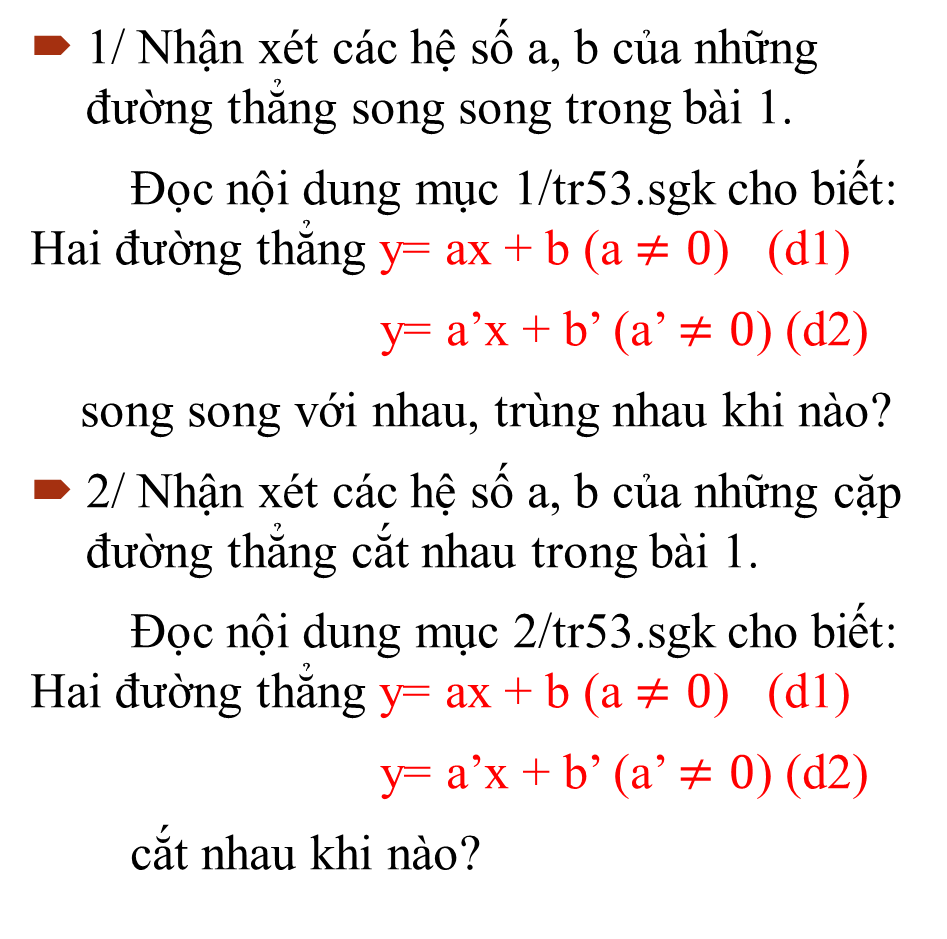 1/ Nhận xét các hệ số a, b của những
đường thẳng song song trong bài 1.
Đọc nội dung mục 1/tr53.sgk cho biết:
Hai đường thẳng y= ax + b (a ≠ 0) (d1)
y= a’x + b’ (a’ ≠ 0) (d2)
song song với nhau, trùng nhau khi nào?
2/ Nhận xét các hệ số a, b của những cặp
đường thẳng cắt nhau trong bài 1.
Đọc nội dung mục 2/tr53.sgk cho biết:
Hai đường thẳng y= ax + b (a ≠ 0) (d1)
y= a’x + b’ (a’ ≠ 0) (d2)
cắt nhau khi nào?